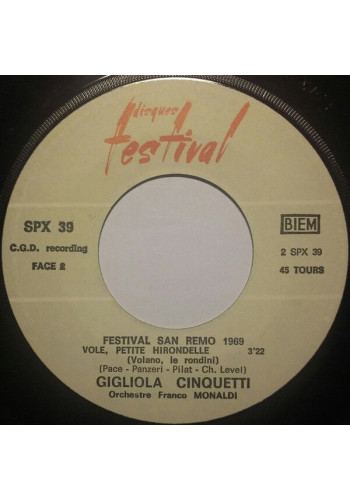 disques
festival
SPX 39
C.G.D. recording
FACE 2
BIEM
2 SPX 39
45 TOURS
FESTIVAL SAN REMO 1969
VOLE, PETITE HIRONDELLE 3'22
(Volano, le rondini)
(Pace - Panzeri - Pilat - Ch. Level)
GIGLIOLA CINQUETTI
Orchestre Franco MONALDI